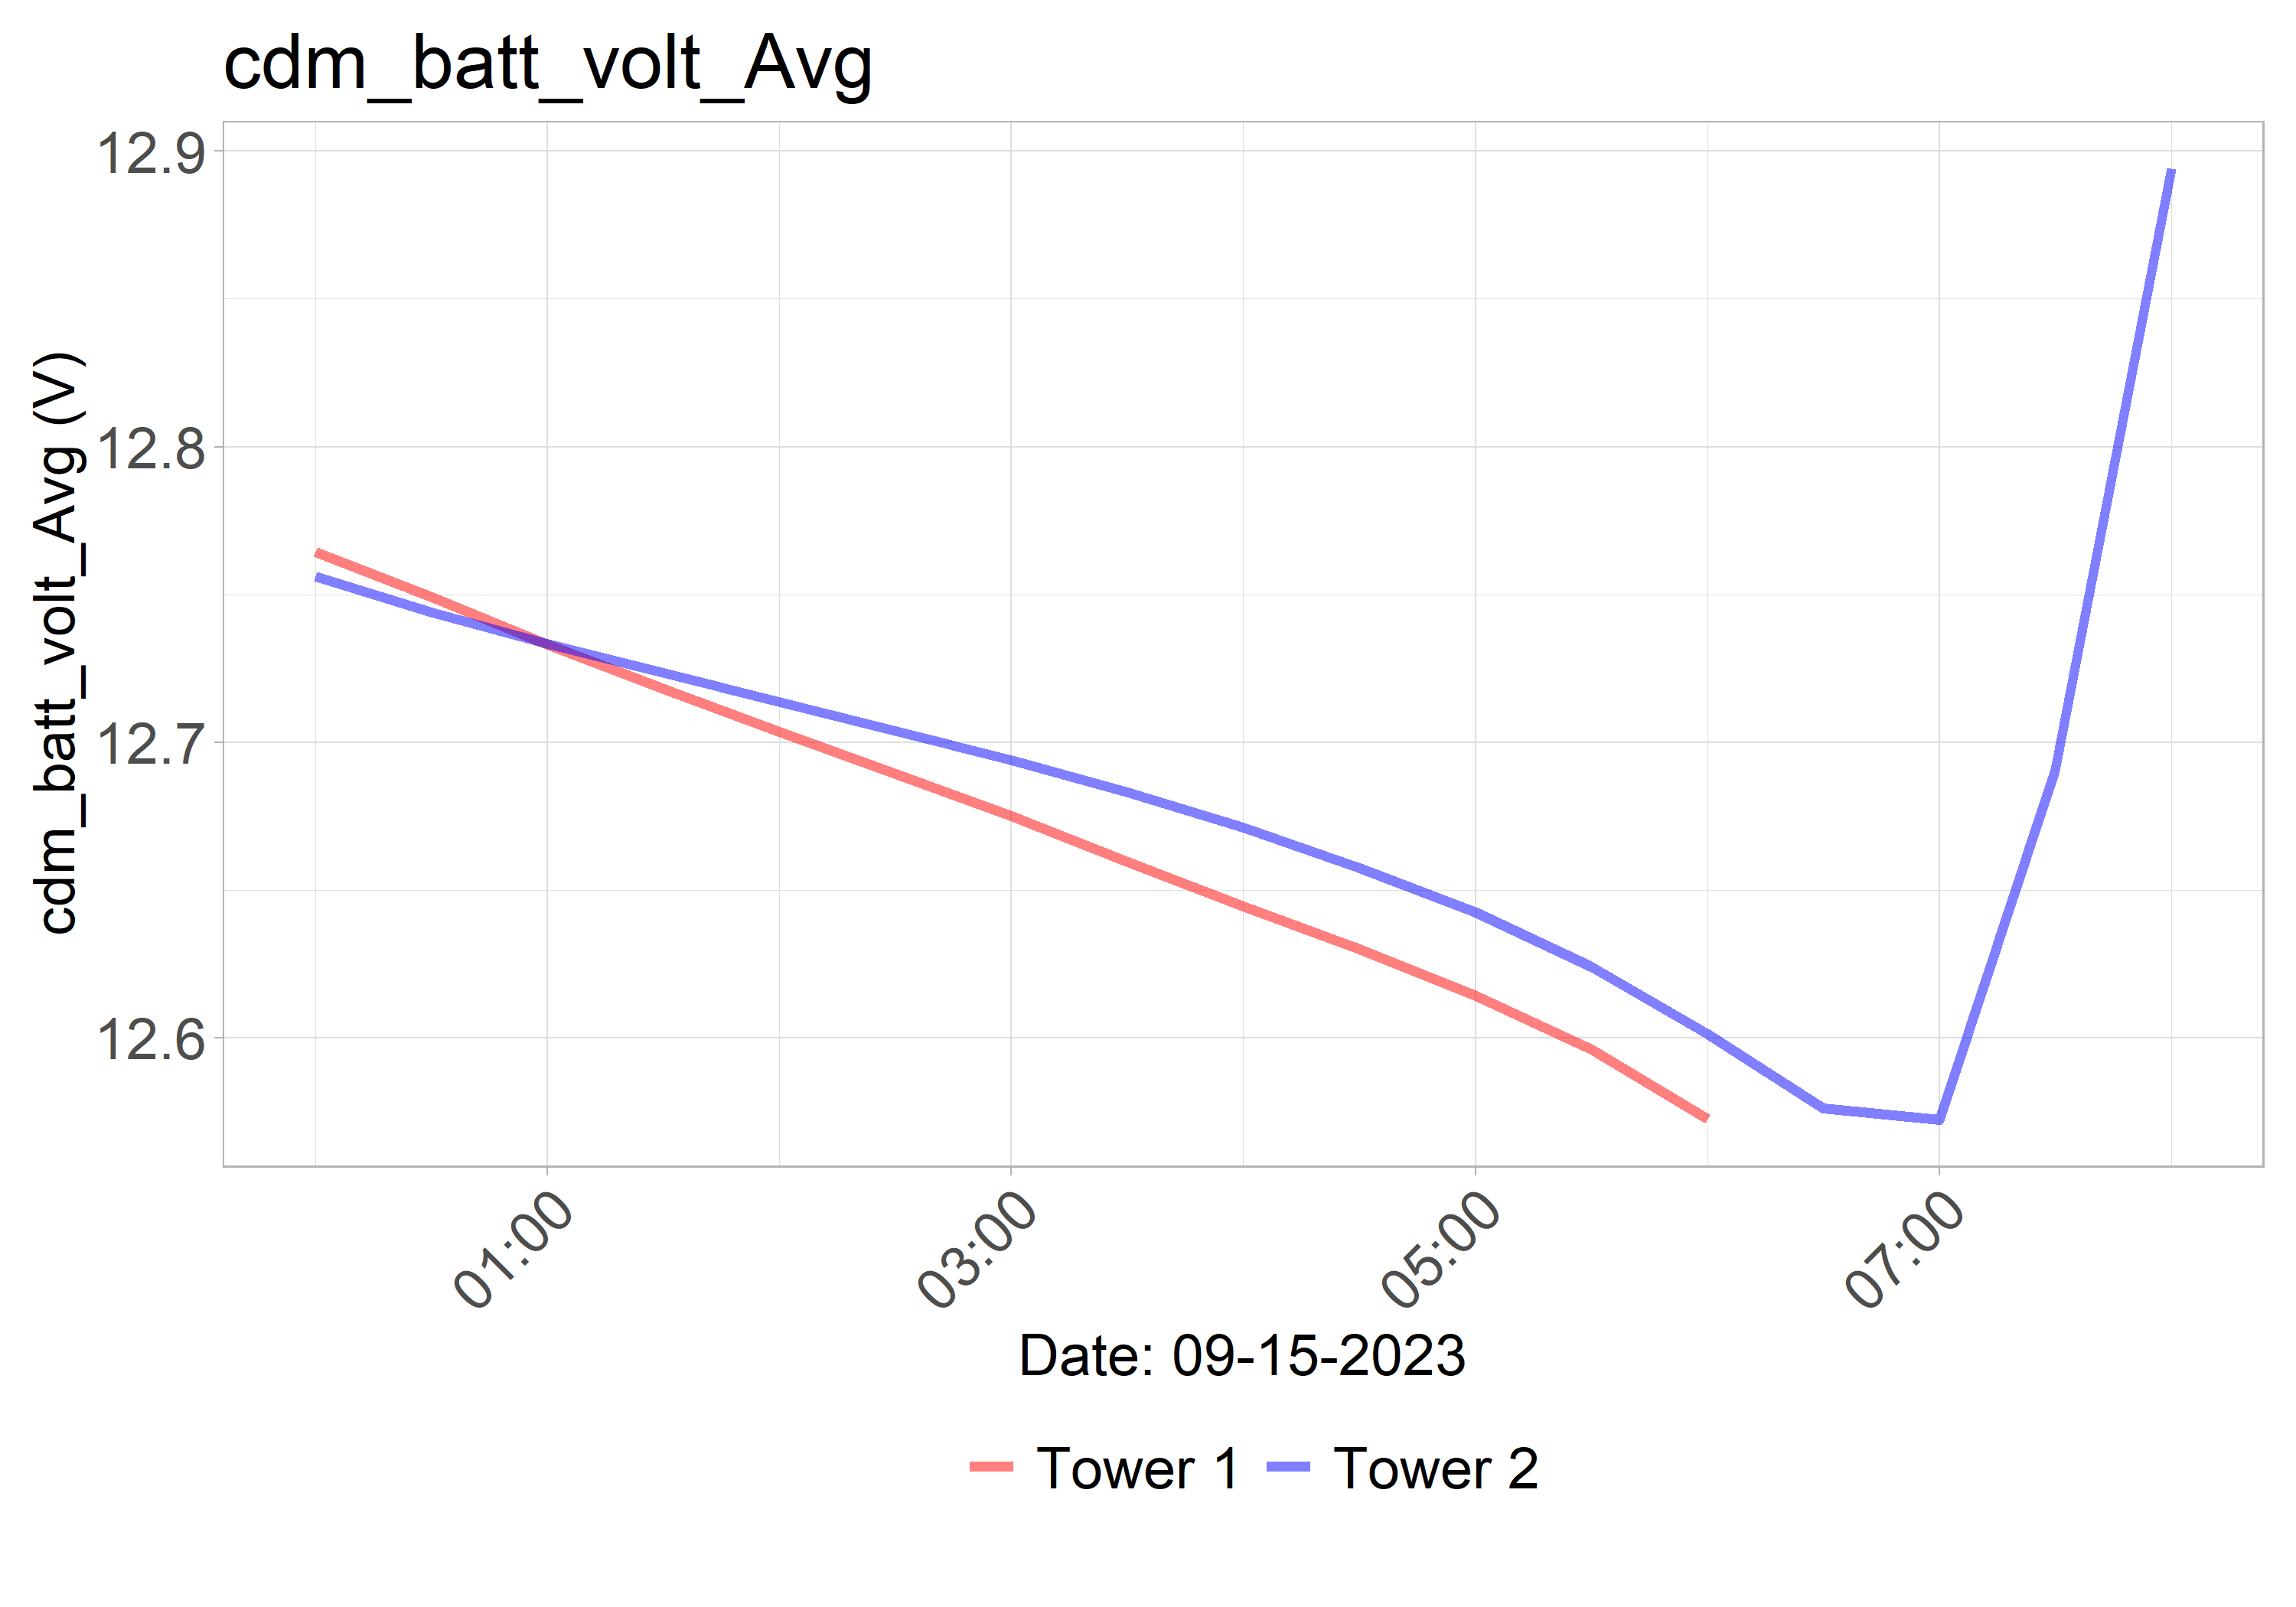 cdm_batt_volt_Avg
cdm_batt_volt_Avg (V)
12.9
12.8
12.7
12.6
01:00
03:00
05:00
07:00
Date: 09-15-2023
Tower 1
Tower 2